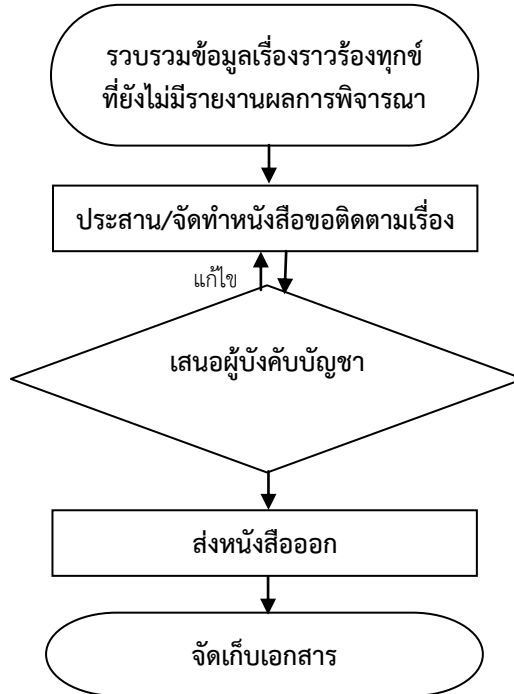 รวบรวมข้อมูลเรื่องราวร้องทุกข์
ที่ยังไม่มีรายงานผลการพิจารณา
ประสาน/จัดทำหนังสือขอติดตามเรื่อง
แก้ไข
เสนอผู้บังคับบัญชา
ส่งหนังสือออก
จัดเก็บเอกสาร